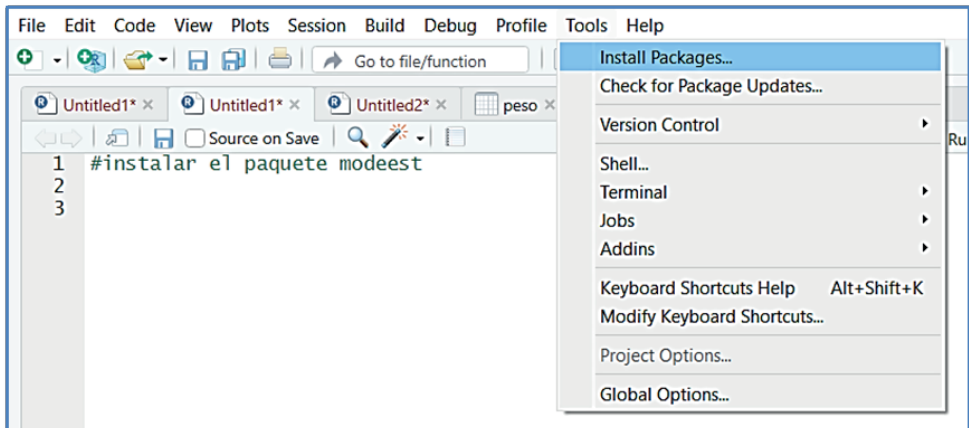 File Edit Code View Plots Session Build Debug Profile Tools Help
Go to file/function
Untitled1* × Untitled1* × Untitled2* × peso ×
Source on Save
Ru
1 #instalar el paquete modeest
2
3
Install Packages...
Check for Package Updates...
Version Control
Shell...
Terminal
Jobs
Addins
Keyboard Shortcuts Help Alt+Shift+K
Modify Keyboard Shortcuts...
Project Options...
Global Options...